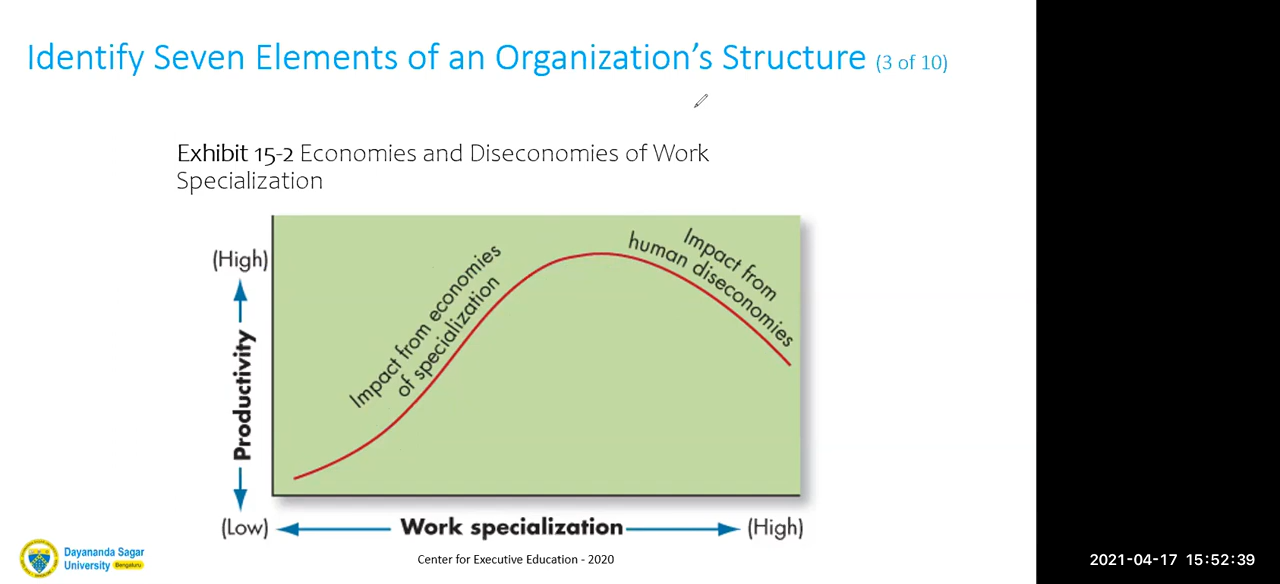 Identify Seven Elements of an Organization's Structure (3 of 10)
Exhibit 15-2 Economies and Diseconomies of Work
Specialization
(High)
Productivity
(Low)
Impact from economies
of specialization
Impact from
human diseconomies
Work specialization
(High)
Dayananda Sagar
University Bengaluru
Center for Executive Education - 2020
2021-04-17 15:52:39